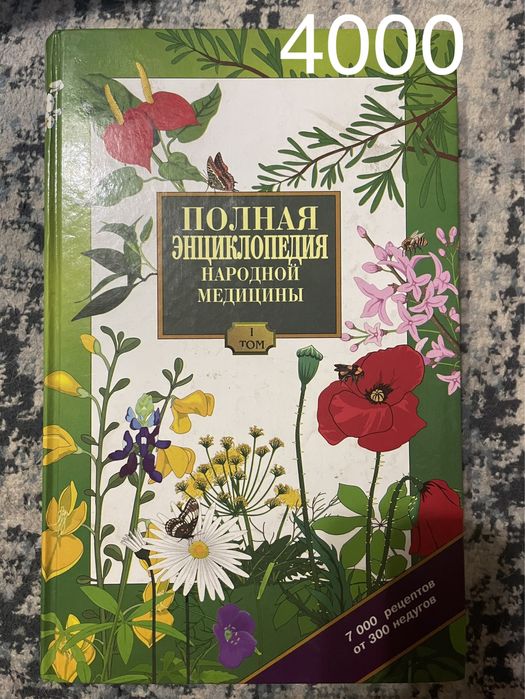 4000
ПОЛНАЯ
ЭНЦИКЛОПЕДИЯ
НАРОДНОЙ
МЕДИЦИНЫ
I
ТОМ
7 000 рецептов
от 300 недугов